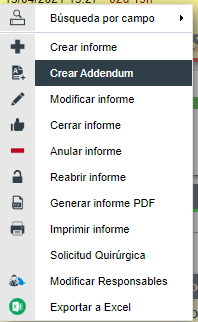 Búsqueda por campo
Crear informe
Crear Addendum
Modificar informe
Cerrar informe
Anular informe
Reabrir informe
Generar informe PDF
Imprimir informe
Solicitud Quirúrgica
Modificar Responsables
Exportar a Excel